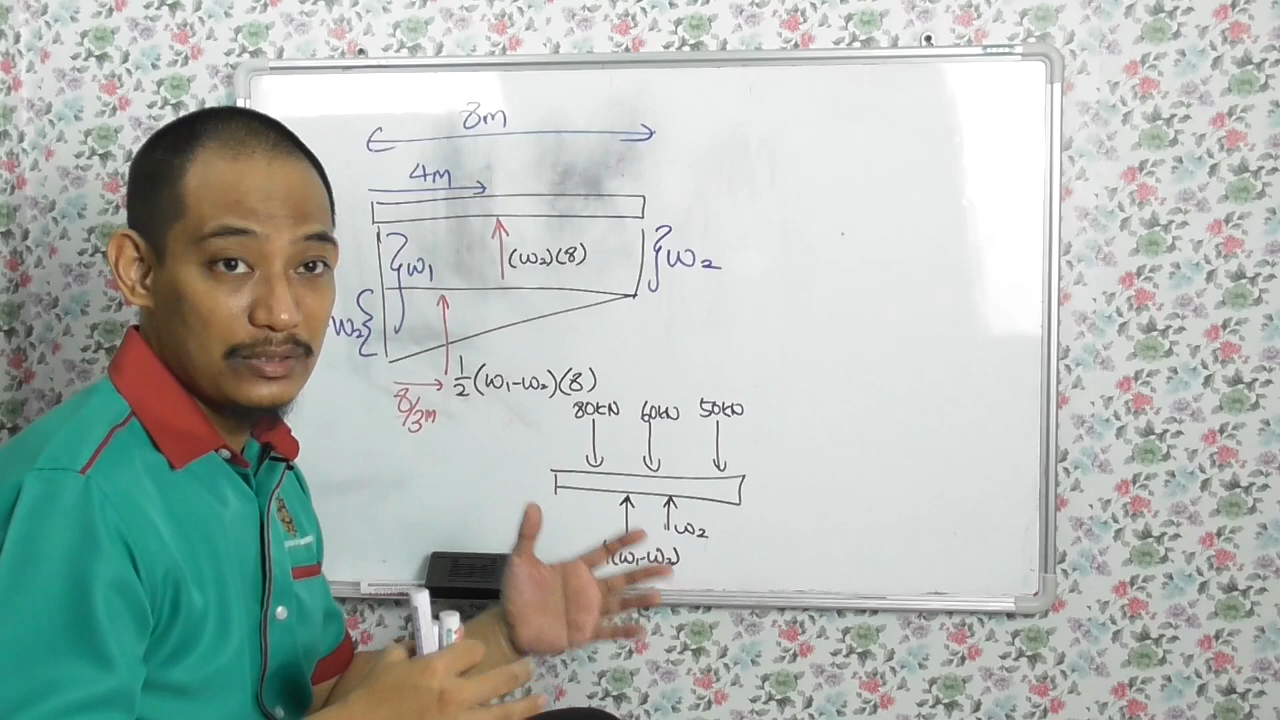 8m
4m
(w₂)(8)
w₁
w₂
w₂
½(w₁-w₂)(8)
8/3m
80kN 60kN 50kN
w₂
(w₁-w₂)